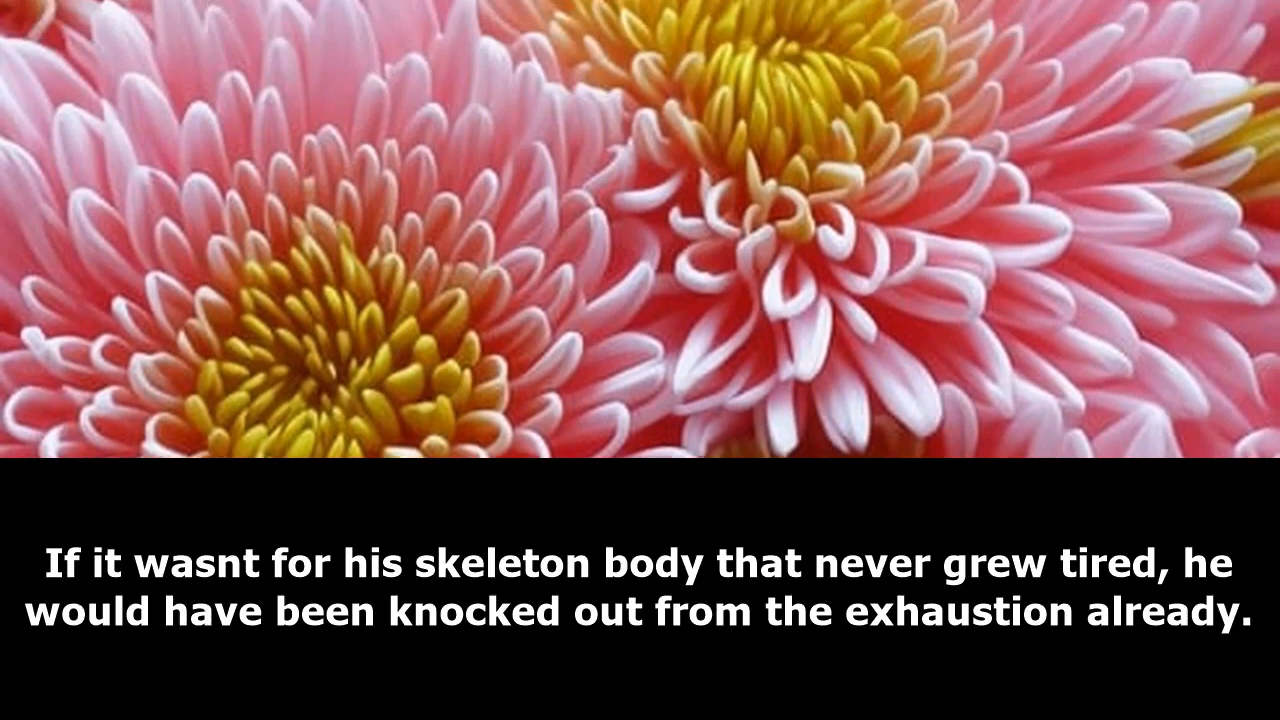 If it wasnt for his skeleton body that never grew tired, he
would have been knocked out from the exhaustion already.